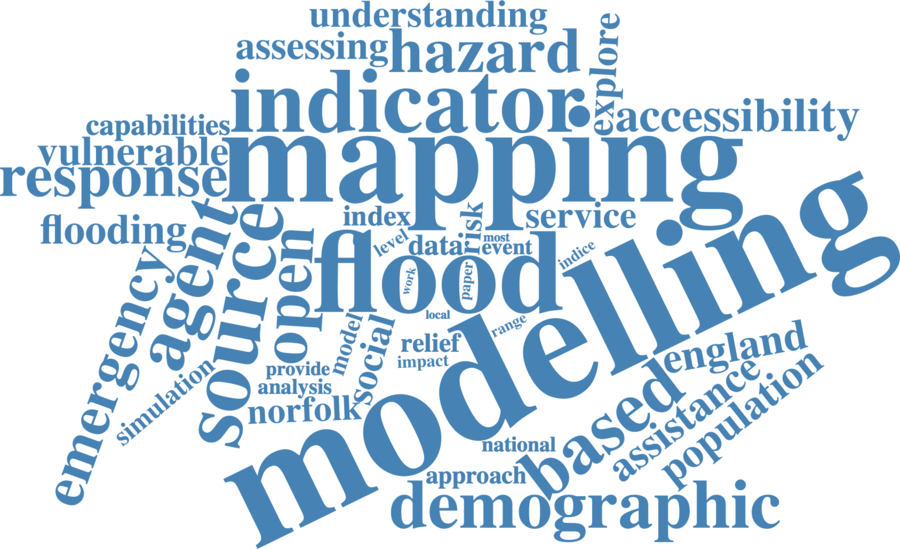 understanding
assessing
hazard
explore
indicator
accessibility
capabilities
mapping
vulnerable
response
flooding
index
risk
service
agent
source
open
level
data
most
event
indice
flood
work
paper
local
modelling
emergency
model
social
relief
range
impact
provide
simulation
analysis
norfolk
england
based
assistance
population
national
approach
demographic